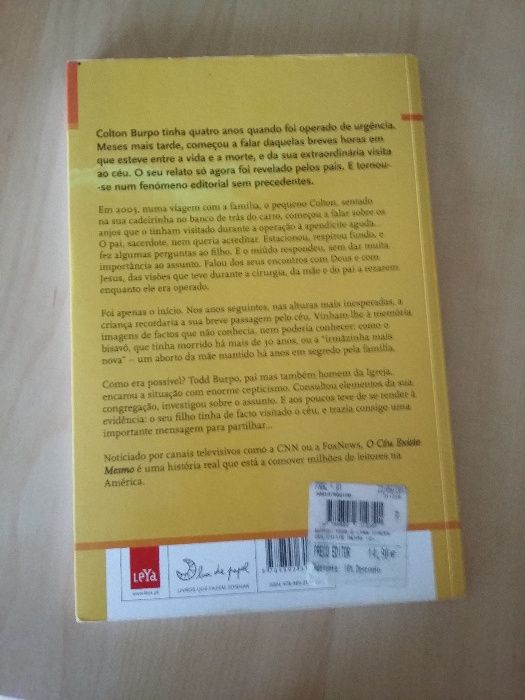 Colton Burpo tinha quatro anos quando foi operado de urgência.
Meses mais tarde, começou a falar daquelas breves horas em
que esteve entre a vida e a morte, e da sua extraordinária visita
ao céu. O seu relato só agora foi revelado pelos pais. E tornou-
-se num fenómeno editorial sem precedentes.
Em 2003, numa viagem com a família, o pequeno Colton, sentado
na sua cadeirinha no banco de trás do carro, começou a falar sobre os
anjos que o tinham visitado durante a operação à apendicite aguda...
O pai, sacerdote, nem queria acreditar. Estacionou, respirou fundo, e
fez algumas perguntas ao filho. E o miúdo respondeu, sem dar muita
importância ao assunto. Falou dos seus encontros com Deus e com
Jesus, das visões que teve durante a cirurgia, da mãe e do pai a rezarem
enquanto ele era operado.
Foi apenas o início. Nos anos seguintes, nas alturas mais inesperadas, a
criança recordaria a sua breve passagem pelo céu. Vinham-lhe à memória
imagens de factos que não conhecia, nem poderia conhecer: como o
bisavô, que tinha morrido há mais de 30 anos, ou a "irmãzinha mais
nova" – um aborto da mãe mantido há anos em segredo pela família.
Como era possível? Todd Burpo, pai mas também homem da Igreja,
encarou a situação com enorme cepticismo. Consultou elementos da sua
congregação, investigou sobre o assunto. E aos poucos teve de se render à
evidência: o seu filho tinha de facto visitado o céu, e trazia consigo uma
importante mensagem para partilhar...
Noticiado por canais televisivos como a CNN ou a FoxNews, O Céu Existe
Mesmo é uma história real que está a comover milhões de leitores na
América.
PREÇO EDITOR 14,90
10% Desconto
LEYA
www.leya.pt
lua de papel
LIVROS QUE FAZEM SONHAR
ISBN 978-989-23